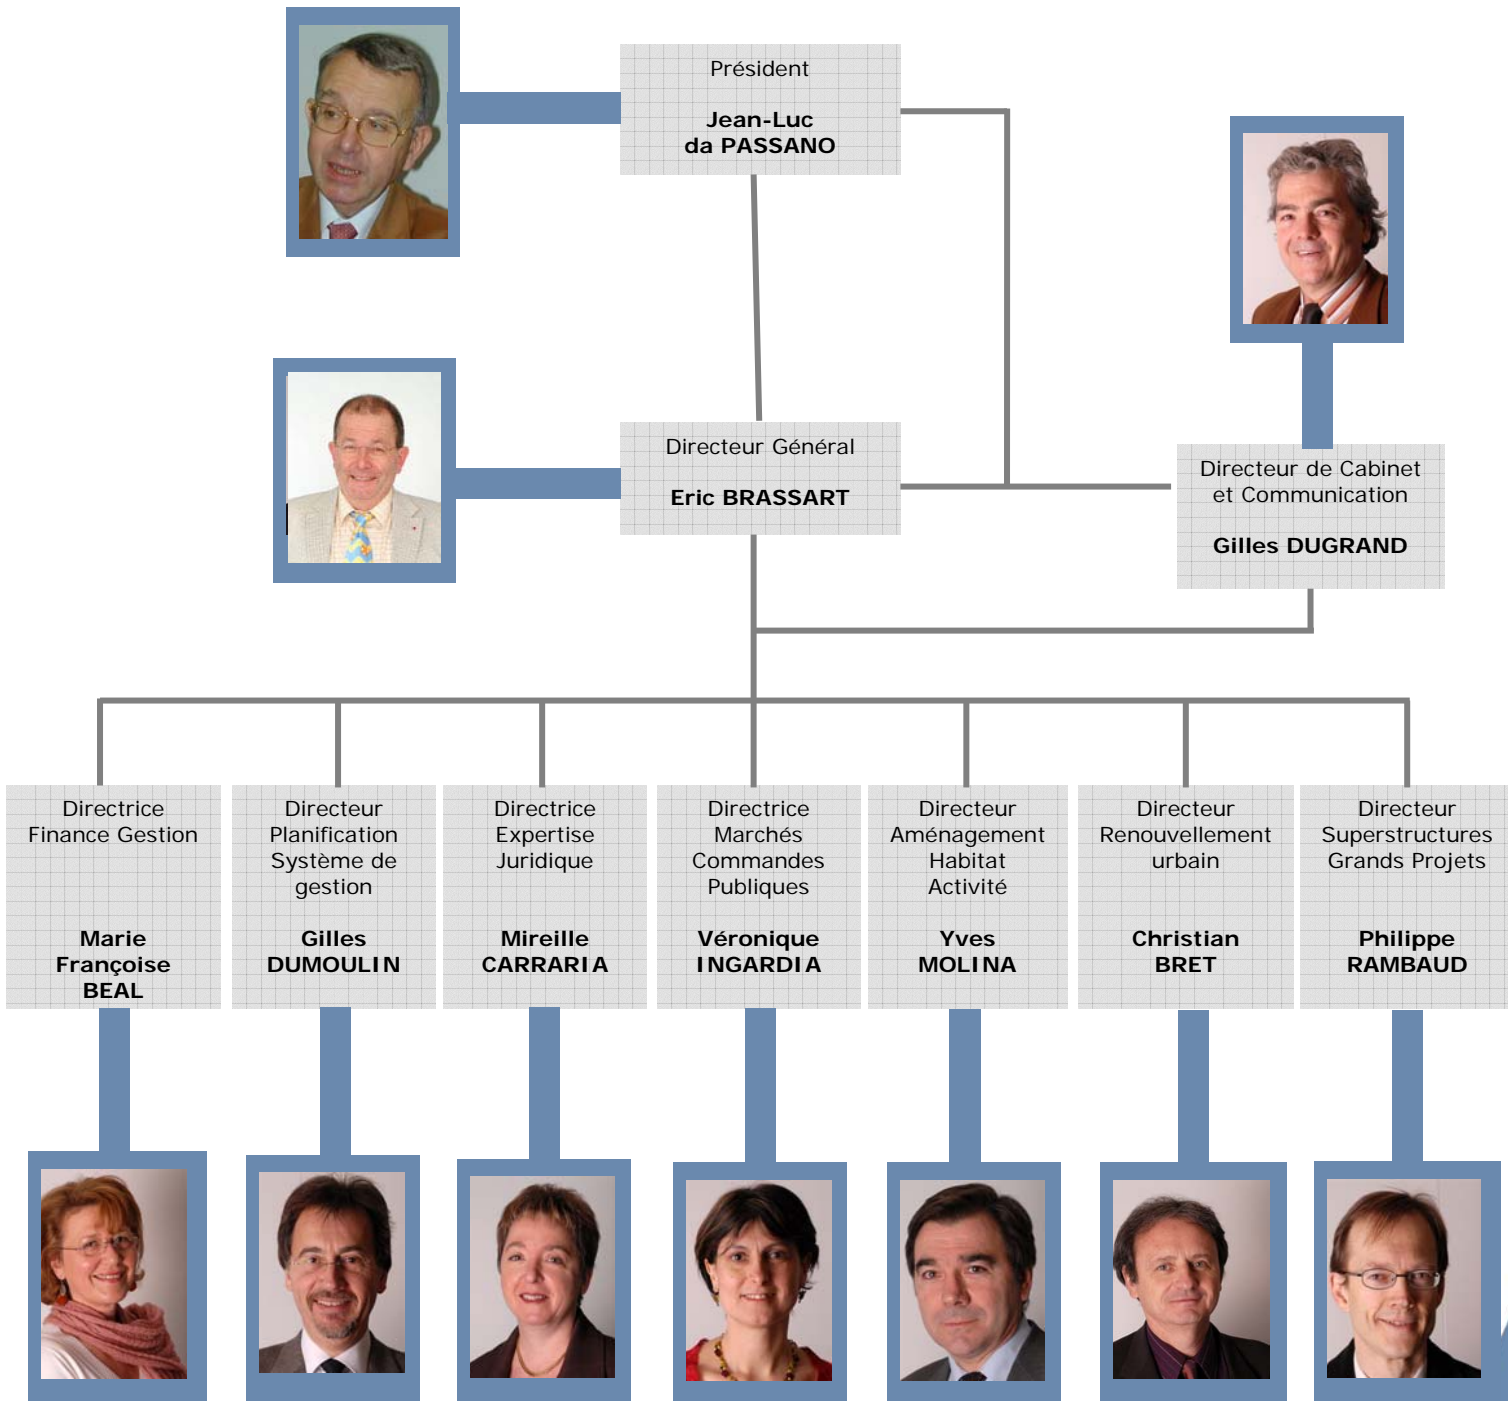 Président
Jean-Luc
da PASSANO
Directeur Général
Eric BRASSART
Directeur de Cabinet
et Communication
Gilles DUGRAND
Directrice
Finance Gestion
Marie
Françoise
BEAL
Directeur
Planification
Système de
gestion
Gilles
DUMOULIN
Directrice
Expertise
Juridique
Mireille
CARRARIA
Directrice
Marchés
Commandes
Publiques
Véronique
INGARDIA
Directeur
Aménagement
Habitat
Activité
Yves
MOLINA
Directeur
Renouvellement
urbain
Christian
BRET
Directeur
Superstructures
Grands Projets
Philippe
RAMBAUD